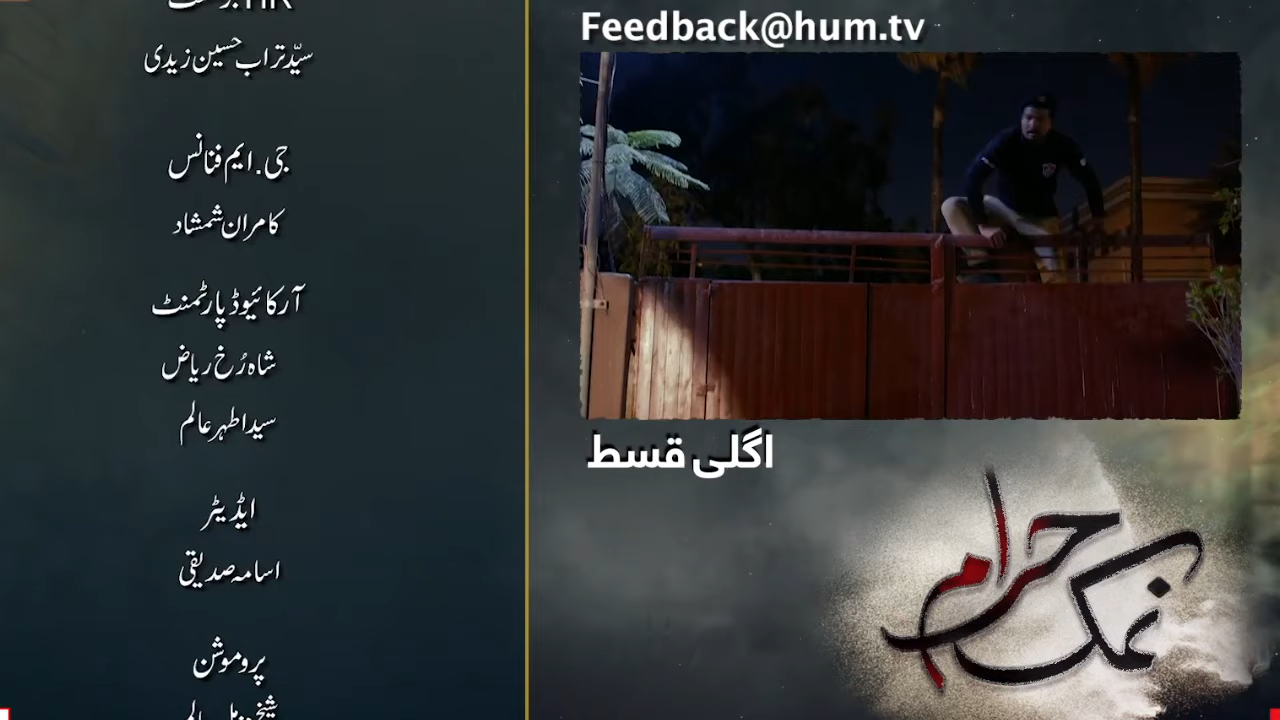 HR
سیّد تراب حسین زیدی
جی. ایم فنانس
کامران شمشاد
آرکائیو ڈپارٹمنٹ
شاہ رُخ ریاض
سید اطہر عالم
ایڈیٹر
اسامہ صدیقی
پروموشن
Feedback@hum.tv
اگلی قسط
نمک حرام